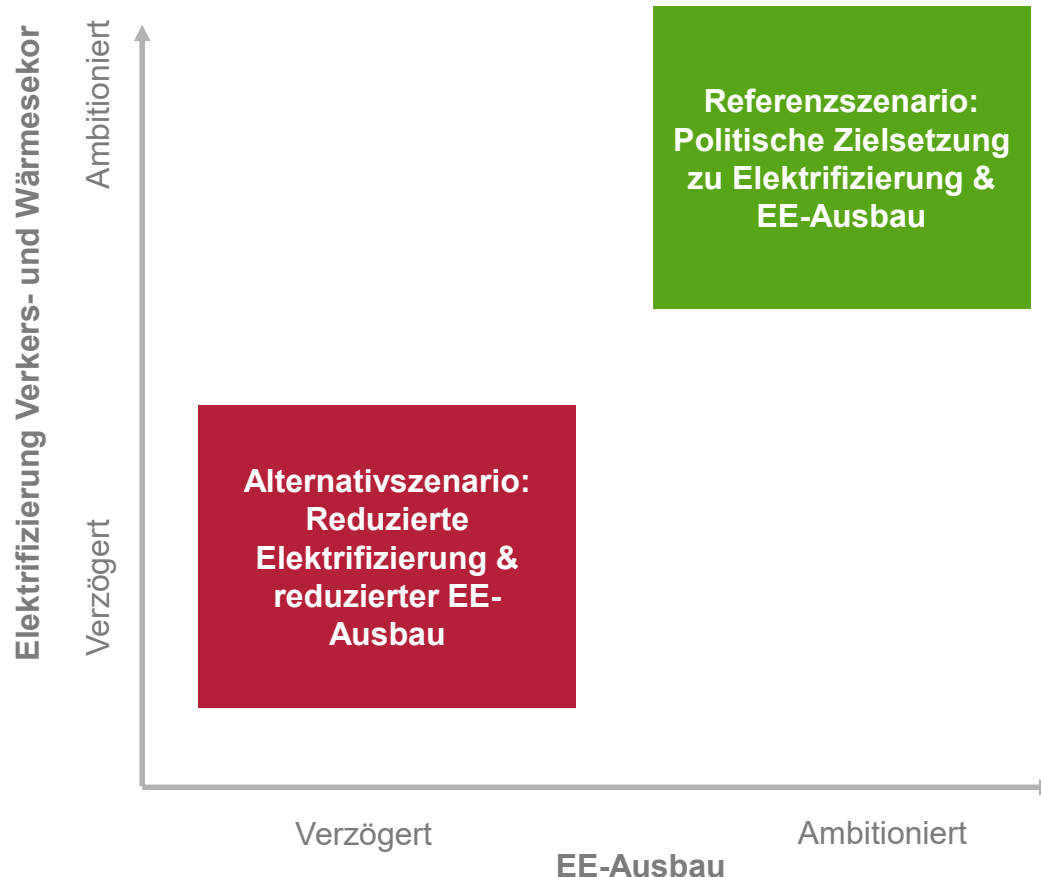 Elektrifizierung Verkers- und Wärmesekor
Ambitioniert
Verzögert
Referenzszenario:
Politische Zielsetzung
zu Elektrifizierung &
EE-Ausbau
Alternativszenario:
Reduzierte
Elektrifizierung &
reduzierter EE-
Ausbau
Verzögert
Ambitioniert
EE-Ausbau